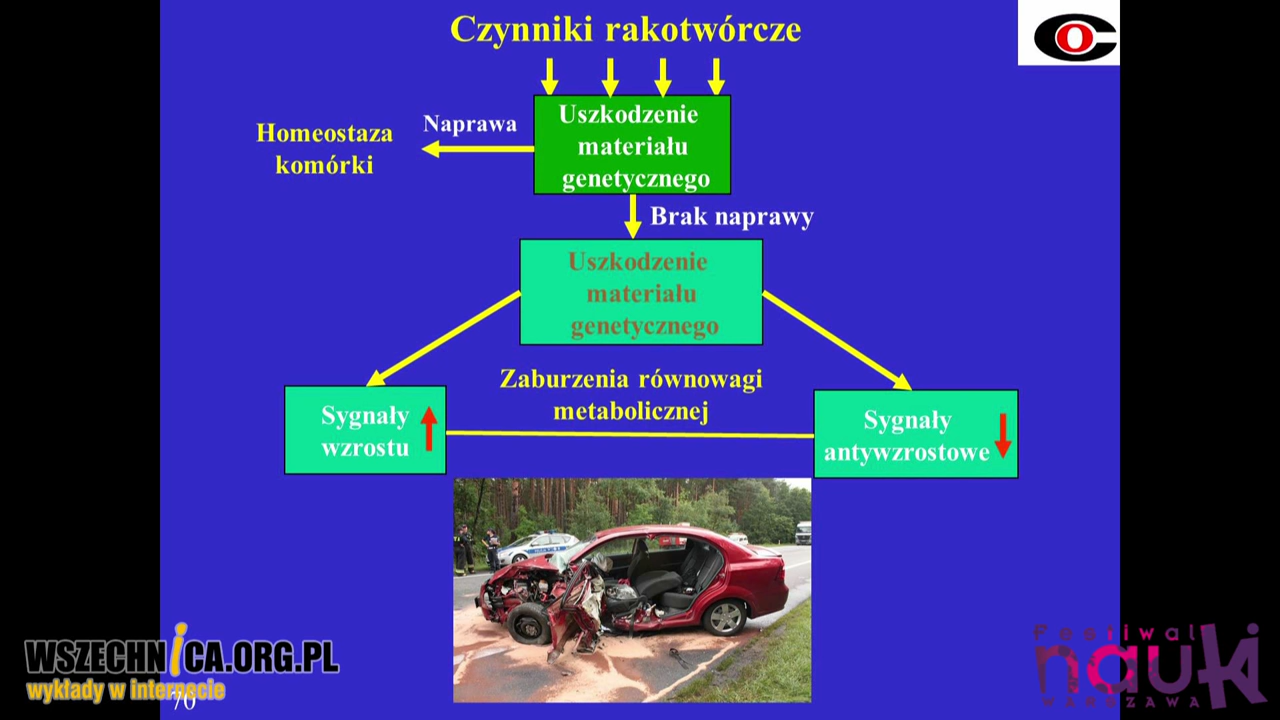 Czynniki rakotwórcze
Uszkodzenie
materiału
genetycznego
Naprawa
Homeostaza
komórki
Brak naprawy
Uszkodzenie
materiału
genetycznego
Zaburzenia równowagi
metabolicznej
Sygnały
wzrostu
Sygnały
antywzrostowe
WSZECHNICA.ORG.PL
wykłady w internecie
70
Festiwal
nauki
WARSZAWA